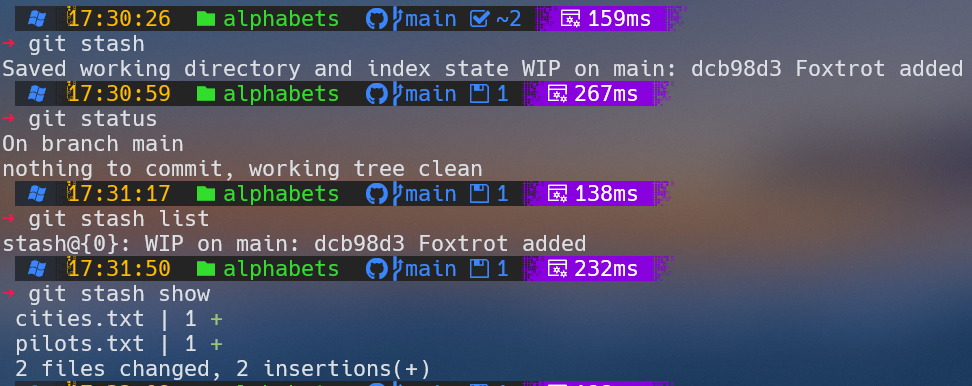 17:30:26 alphabets main ~2 159ms
→ git stash
Saved working directory and index state WIP on main: dcb98d3 Foxtrot added
17:30:59 alphabets main 1 267ms
→ git status
On branch main
nothing to commit, working tree clean
17:31:17 alphabets main 1 138ms
→ git stash list
stash@{0}: WIP on main: dcb98d3 Foxtrot added
17:31:50 alphabets main 1 232ms
→ git stash show
cities.txt | 1 +
pilots.txt | 1 +
2 files changed, 2 insertions(+)